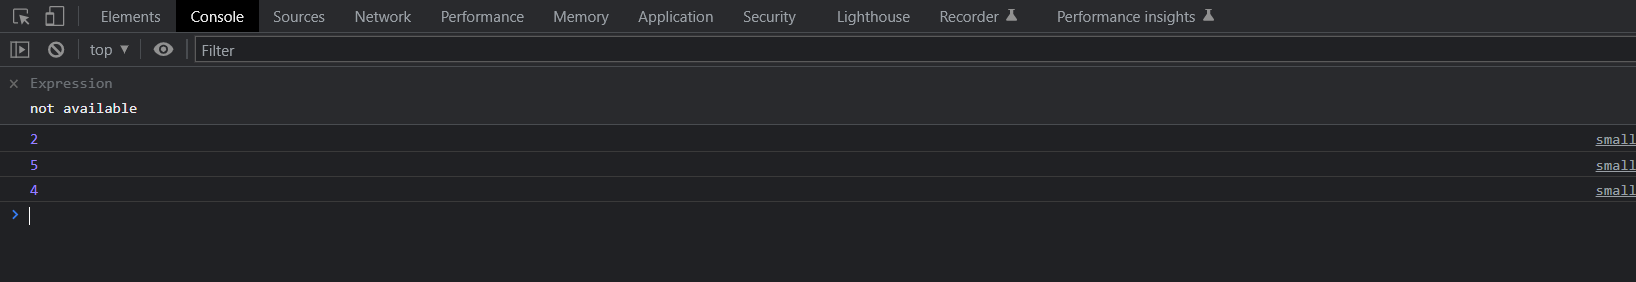 Elements Console Sources Network Performance Memory Application Security Lighthouse Recorder Performance insights
top Filter
Expression
not available
2 small
5 small
4 small